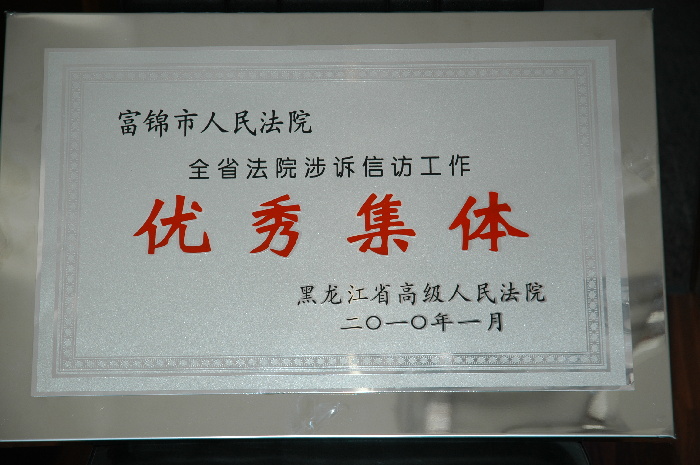 富锦市人民法院
全省法院涉诉信访工作
优秀集体
黑龙江省高级人民法院
二〇一〇年一月